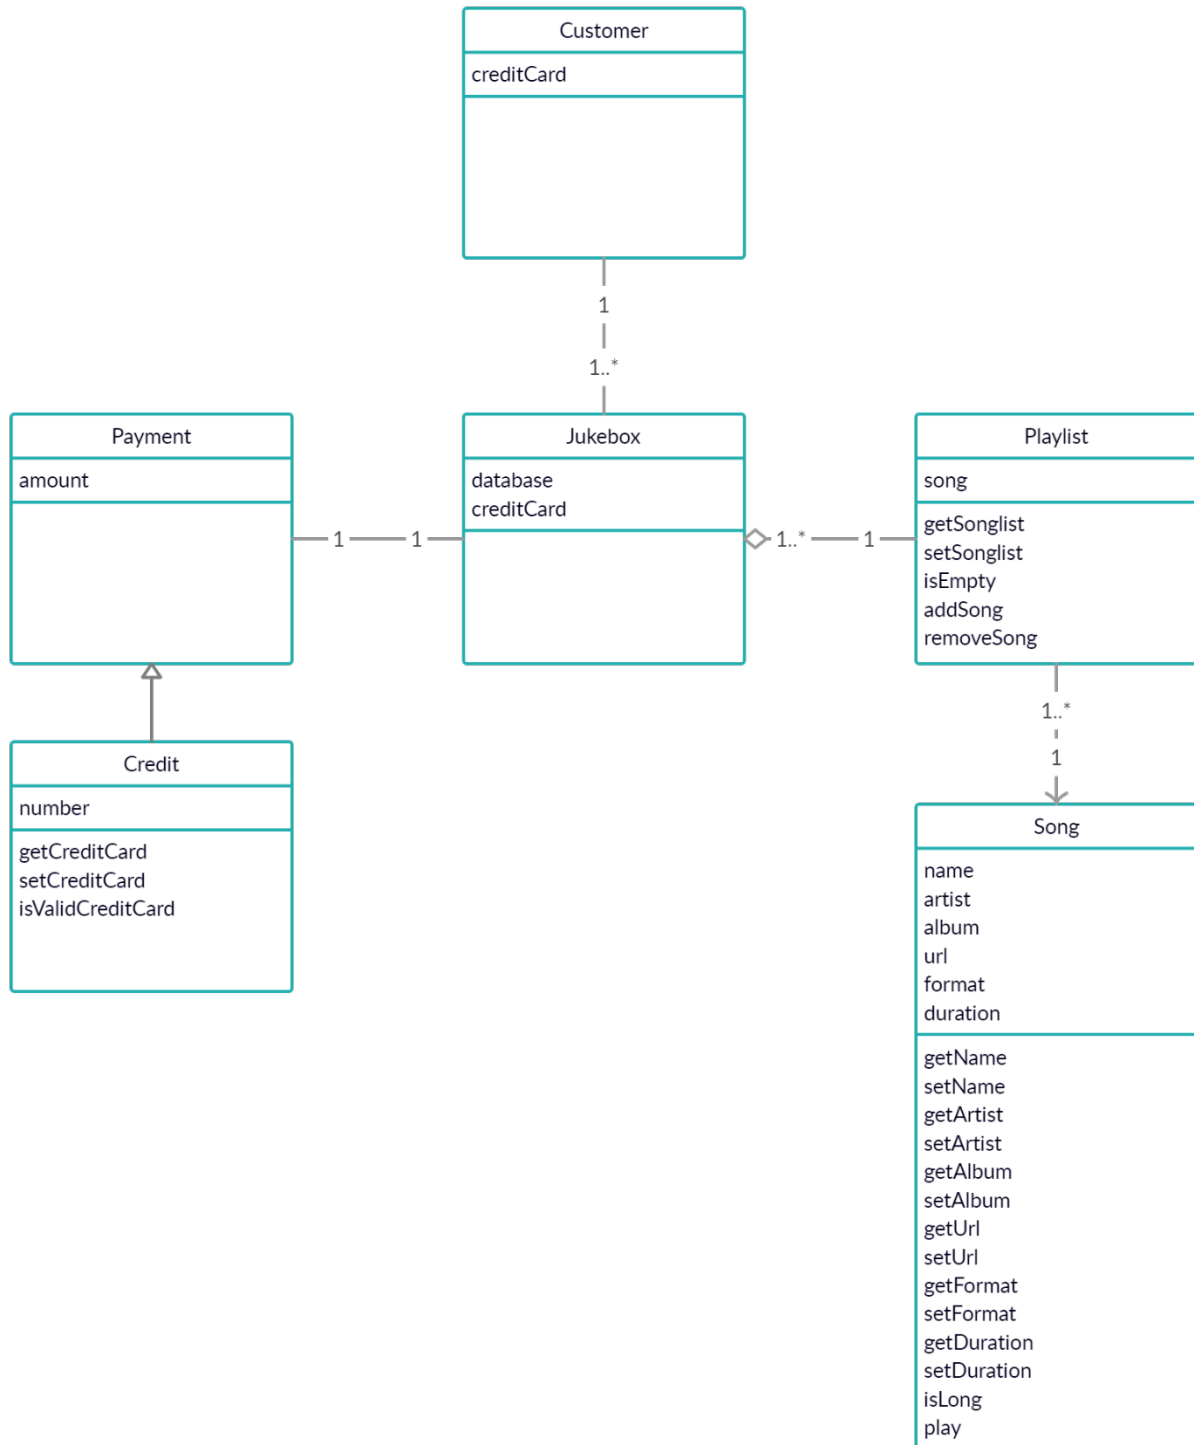 Customer
creditCard
1
1..*
Payment
amount
1
1
Jukebox
database
creditCard
1..*
1
Playlist
song
getSonglist
setSonglist
isEmpty
addSong
removeSong
1..*
1
Credit
number
getCreditCard
setCreditCard
isValidCreditCard
Song
name
artist
album
url
format
duration
getName
setName
getArtist
setArtist
getAlbum
setAlbum
getUrl
setUrl
getFormat
setFormat
getDuration
setDuration
isLong
play